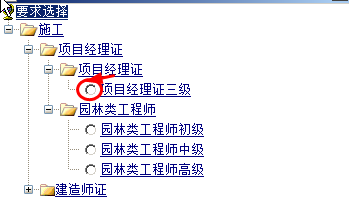 要求选择
施工
项目经理证
项目经理证
项目经理证三级
园林类工程师
园林类工程师初级
园林类工程师中级
园林类工程师高级
建造师证